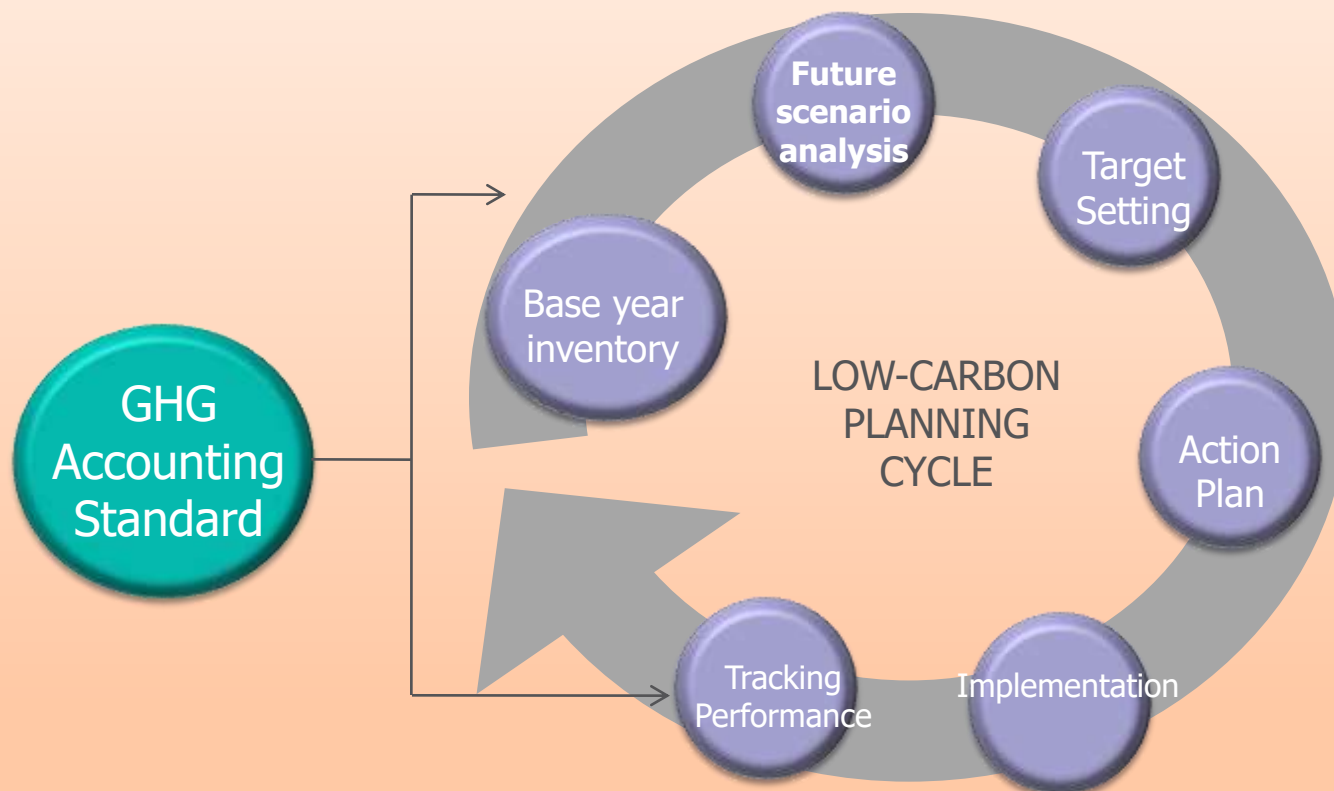 Future
scenario
analysis
Target
Setting
Base year
inventory
LOW-CARBON
PLANNING
CYCLE
GHG
Accounting
Standard
Action
Plan
Tracking
Performance
Implementation